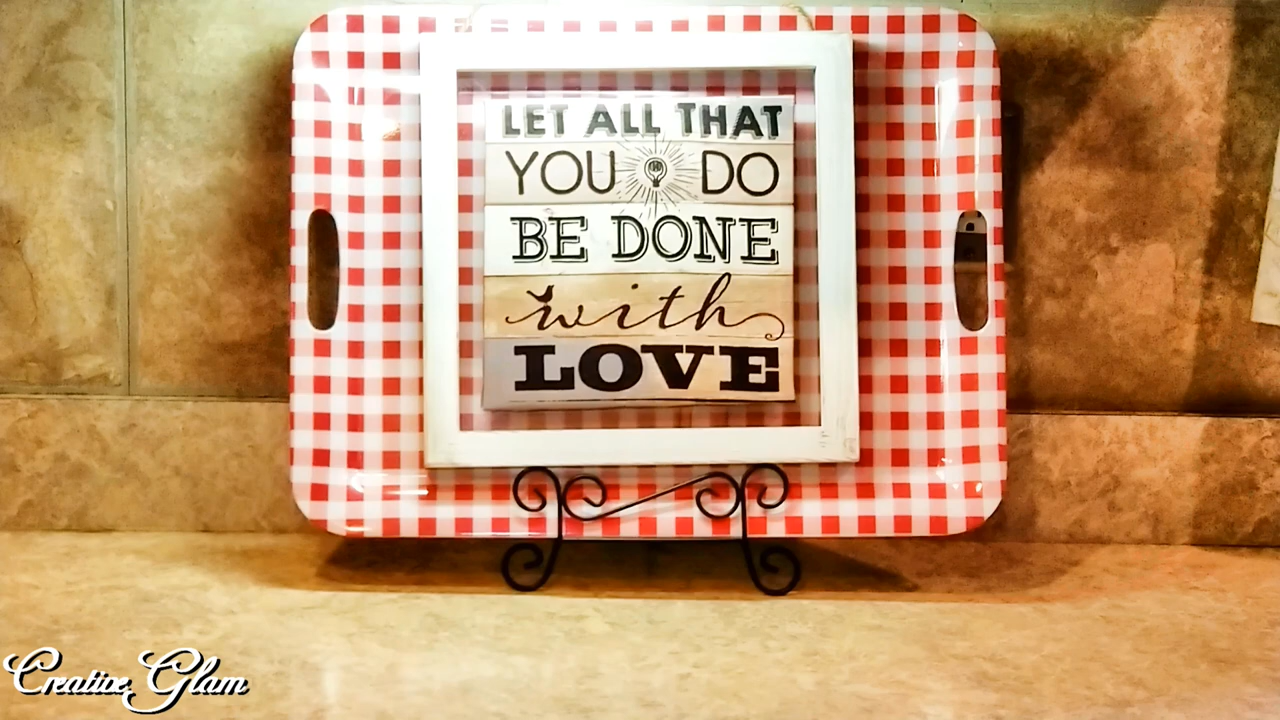 LET ALL THAT
YOU DO
BE DONE
with
LOVE
Creative Glam